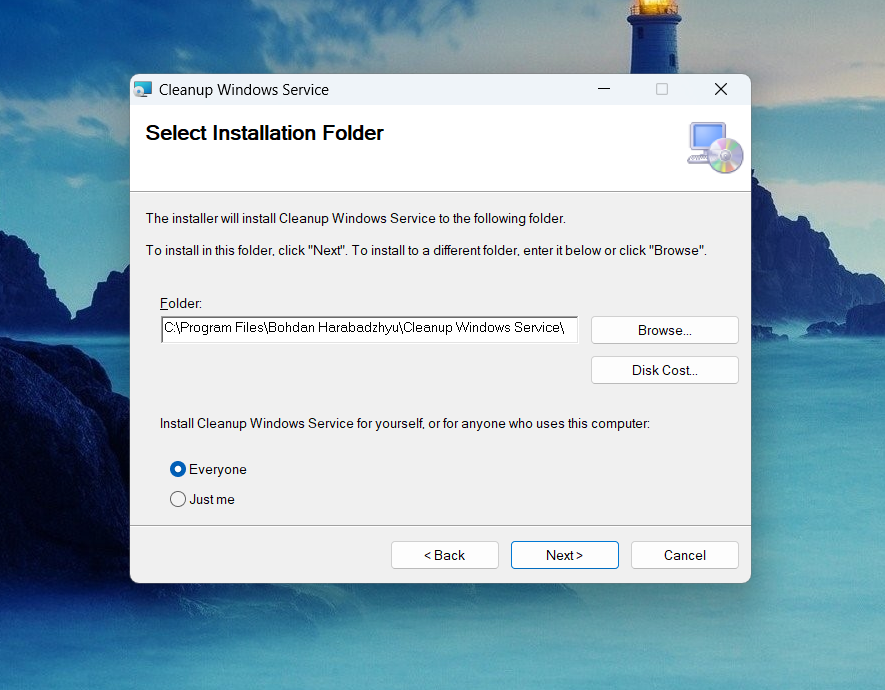 Cleanup Windows Service
Select Installation Folder
The installer will install Cleanup Windows Service to the following folder.
To install in this folder, click "Next". To install to a different folder, enter it below or click "Browse".
Folder:
C:\Program Files\Bohdan Harabadzhyu\Cleanup Windows Service\
Browse...
Disk Cost...
Install Cleanup Windows Service for yourself, or for anyone who uses this computer:
Everyone
Just me
< Back
Next >
Cancel